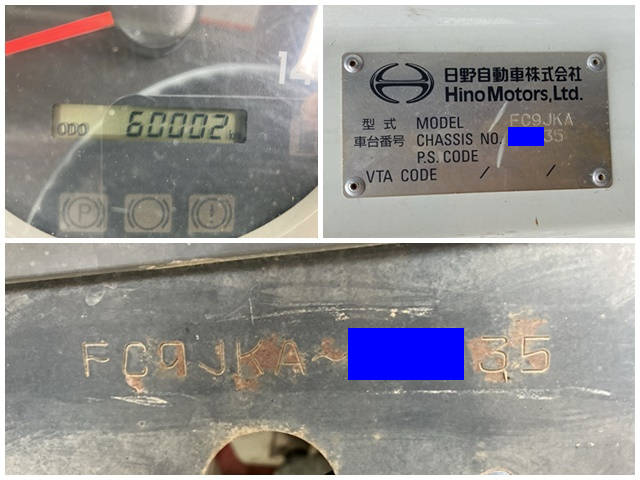 14
ODO 60002k
P !
日野自動車株式会社
Hino Motors, Ltd.
型式 MODEL FC9JKA
車台番号 CHASSIS NO. 35
P.S. CODE /
VTA CODE / /
FC9JKA~ 35